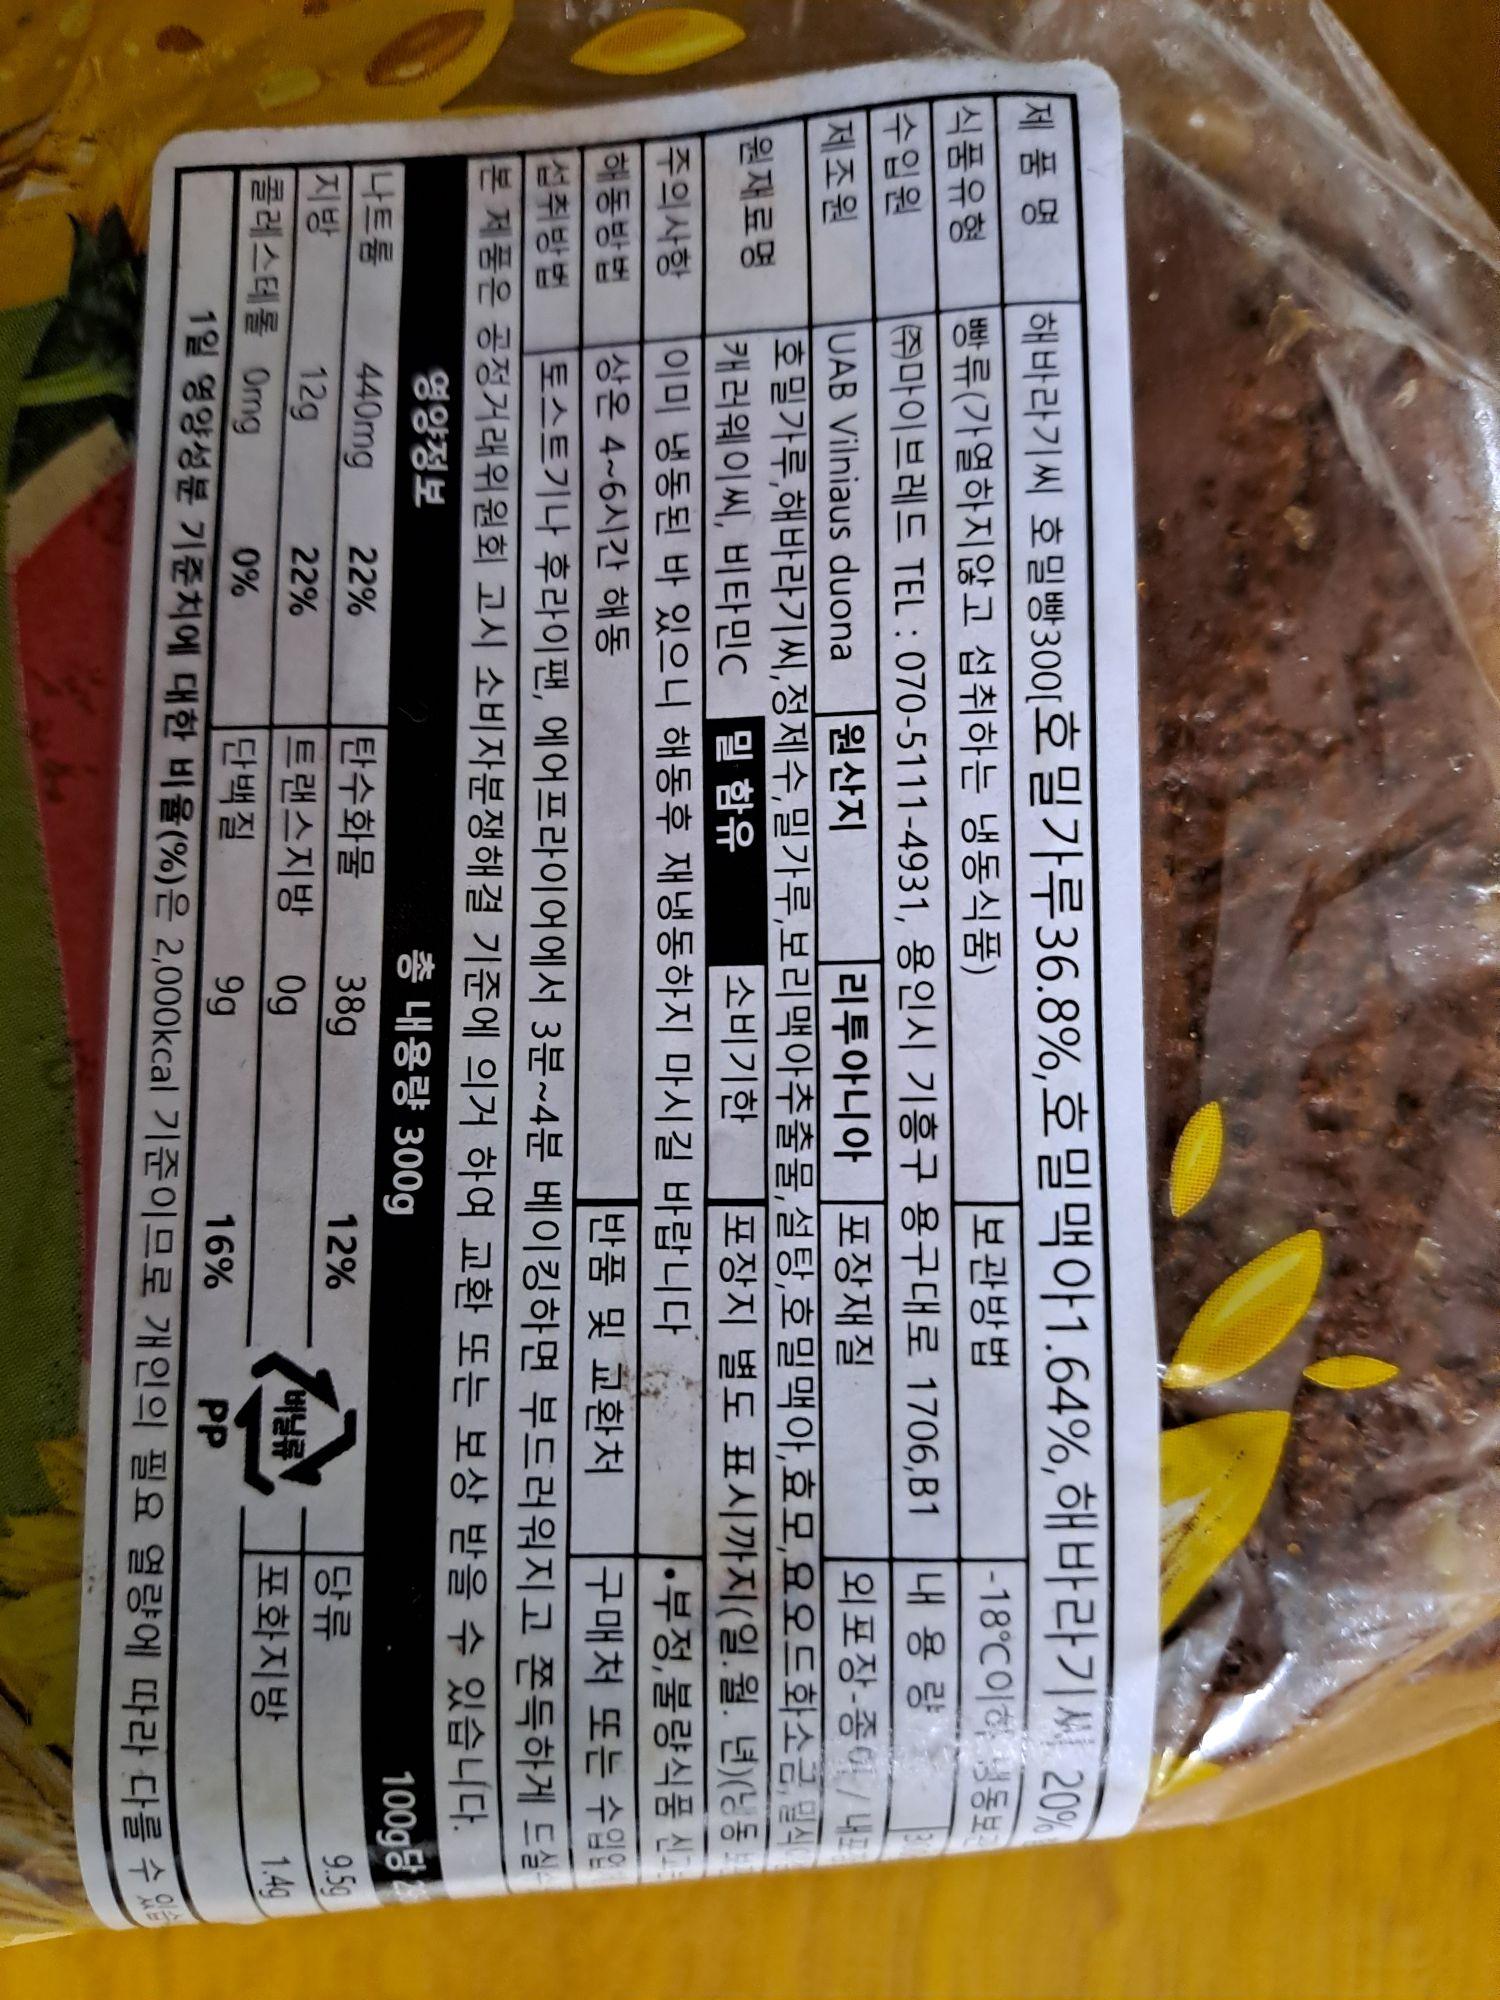 제 품 명 해바라기씨 호밀빵300[호밀가루36.8%,호밀맥아1.64%,해바라기씨 20%
식품유형 빵류(가열하지않고 섭취하는 냉동식품) 보관방법 -18℃이하 냉동보관
수입원 ㈜마이브레드 TEL : 070-5111-4931, 용인시 기흥구 용구대로 1706,B1 내 용 량
제조원 UAB Vilniaus duona 원산지 리투아니아 포장재질 외포장-종이/ 내포장
원재료명 호밀가루,해바라기씨,정제수,밀가루,보리맥아추출물,설탕,호밀맥아,효모,요오드화소금,밀식
캐러웨이씨, 비타민C 밀 함유 소비기한 포장지 별도 표시까지(일.월. 년)(냉동
주의사항 이미 냉동된 바 있으니 해동후 재냉동하지 마시길 바랍니다 •부정,불량식품 신고
해동방법 상온 4~6시간 해동 반품 및 교환처 구매처 또는 수입
섭취방법 토스트기나 후라이팬, 에어프라이어에서 3분~4분 베이킹하면 부드러워지고 쫀득하게 드실
본 제품은 공정거래위원회 고시 소비자분쟁해결 기준에 의거 하여 교환 또는 보상 받을 수 있습니다.
영양정보 총 내용량 300g 100g당
나트륨 440mg 22% 탄수화물 38g 12% 당류 9.5g
지방 12g 22% 트랜스지방 0g 포화지방 1.4g
콜레스테롤 0mg 0% 단백질 9g 16%
비닐류
PP
1일 영양성분 기준치에 대한 비율(%)은 2,000kcal 기준이므로 개인의 필요 열량에 따라 다를 수